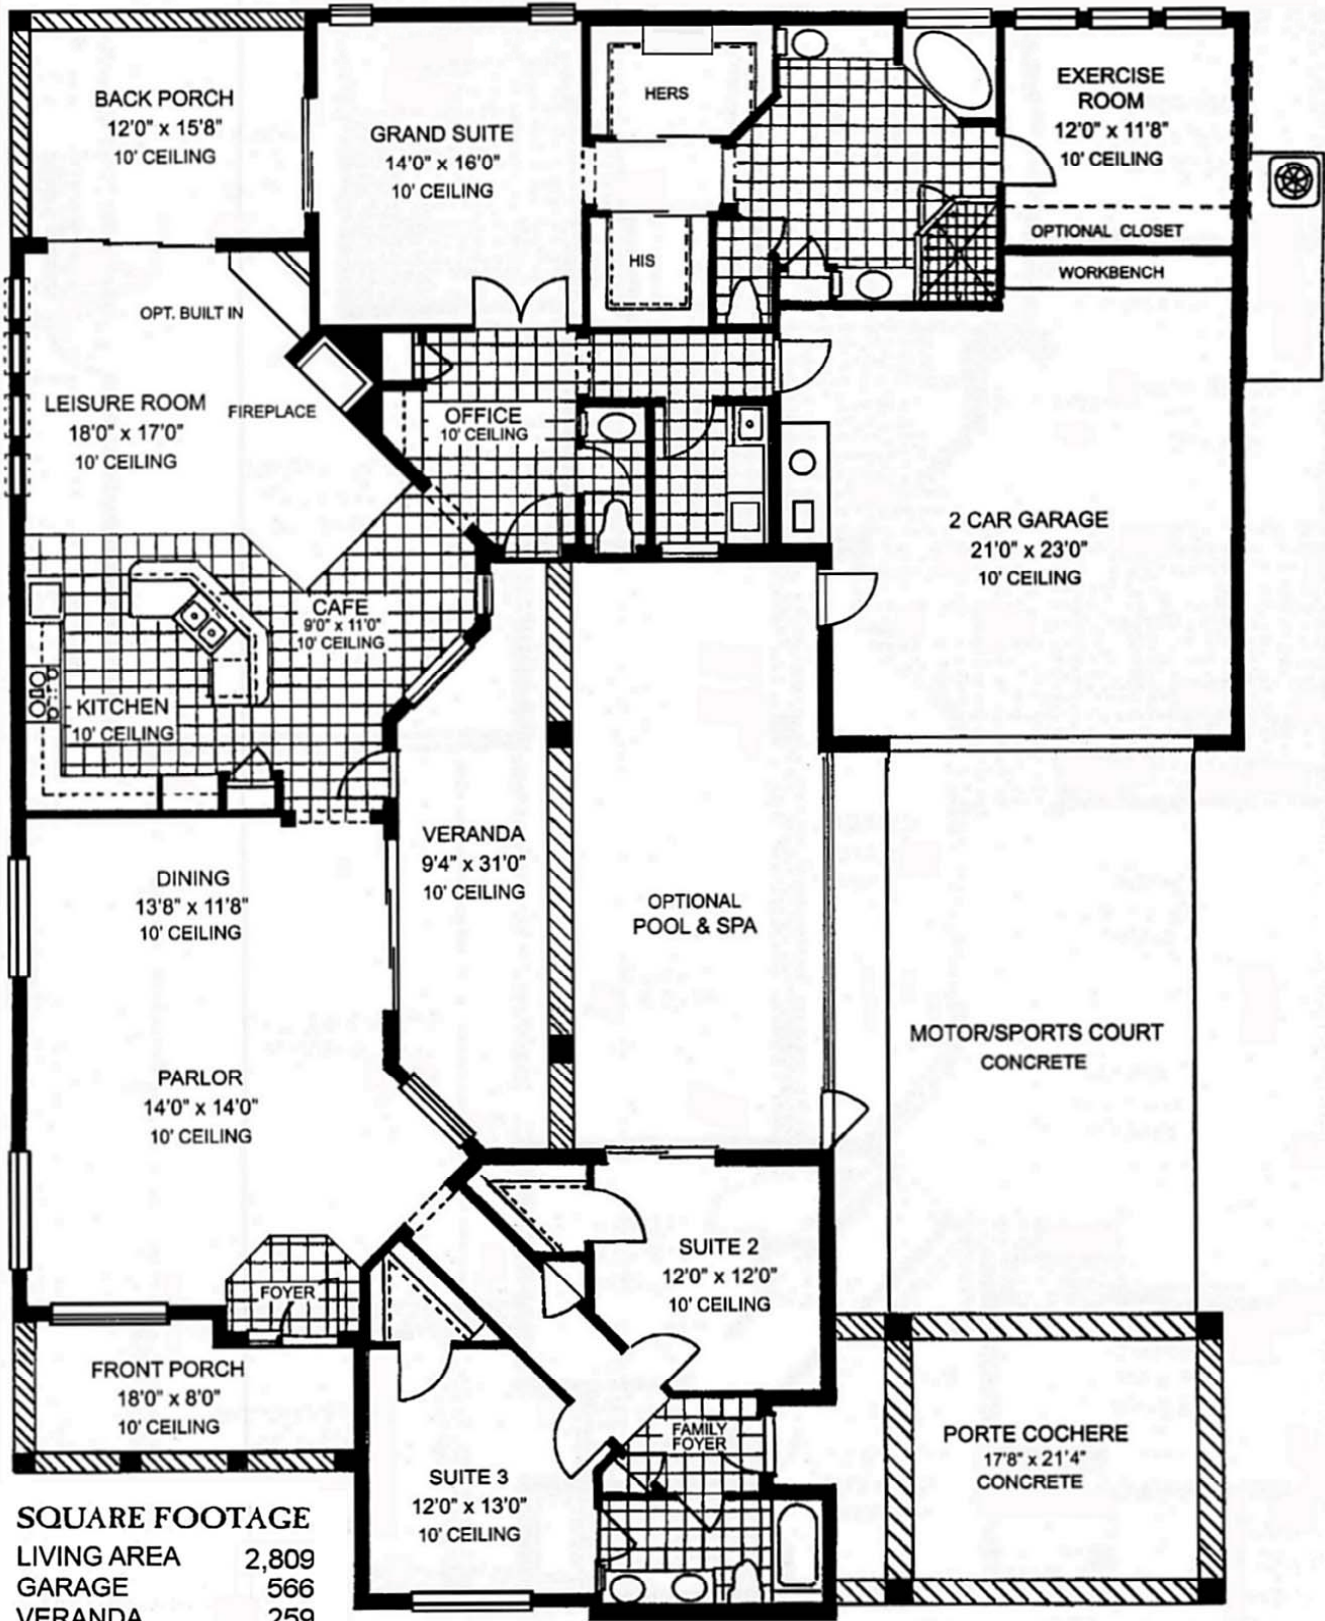 BACK PORCH
12'0" x 15'8"
10' CEILING
GRAND SUITE
14'0" x 16'0"
10' CEILING
HERS
HIS
EXERCISE
ROOM
12'0" x 11'8"
10' CEILING
OPTIONAL CLOSET
WORKBENCH
OPT. BUILT IN
LEISURE ROOM
18'0" x 17'0"
10' CEILING
FIREPLACE
OFFICE
10' CEILING
2 CAR GARAGE
21'0" x 23'0"
10' CEILING
CAFE
9'0" x 11'0"
10' CEILING
KITCHEN
10' CEILING
VERANDA
9'4" x 31'0"
10' CEILING
DINING
13'8" x 11'8"
10' CEILING
OPTIONAL
POOL & SPA
MOTOR/SPORTS COURT
CONCRETE
PARLOR
14'0" x 14'0"
10' CEILING
SUITE 2
12'0" x 12'0"
10' CEILING
FOYER
FRONT PORCH
18'0" x 8'0"
10' CEILING
FAMILY
FOYER
PORTE COCHERE
17'8" x 21'4"
CONCRETE
SUITE 3
12'0" x 13'0"
10' CEILING
SQUARE FOOTAGE
LIVING AREA 2,809
GARAGE 566
VERANDA 259